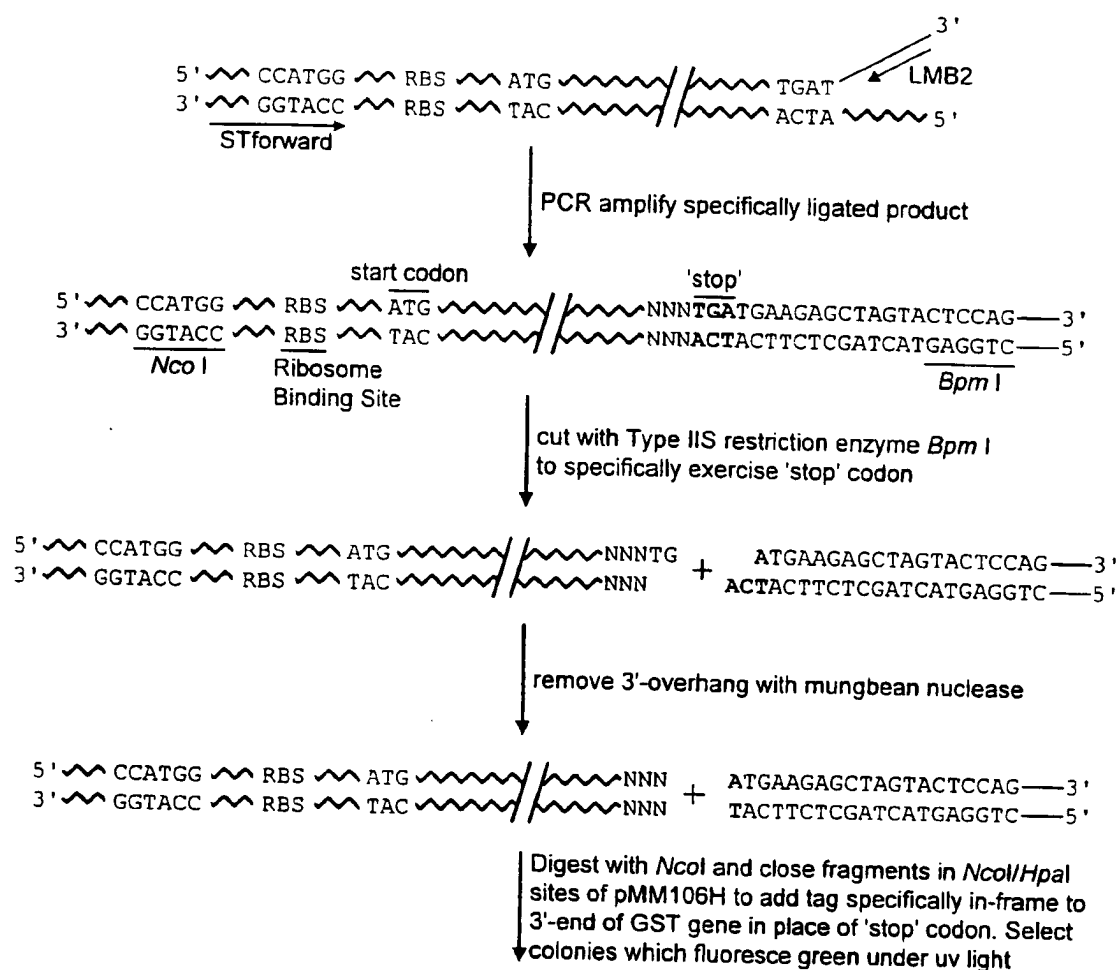 3'
5' CCATGG RBS ATG TGAT LMB2
3' GGTACC RBS TAC ACTA 5'
STforward
PCR amplify specifically ligated product
start codon 'stop'
5' CCATGG RBS ATG NNNTGATGAAGAGCTAGTACTCCAG 3'
3' GGTACC RBS TAC NNNACTACTTCTCGATCATGAGGTC 5'
Nco I Ribosome Bpm I
Binding Site
cut with Type IIS restriction enzyme Bpm I
to specifically exercise 'stop' codon
5' CCATGG RBS ATG NNNTG + ATGAAGAGCTAGTACTCCAG 3'
3' GGTACC RBS TAC NNN ACTACTTCTCGATCATGAGGTC 5'
remove 3'-overhang with mungbean nuclease
5' CCATGG RBS ATG NNN + ATGAAGAGCTAGTACTCCAG 3'
3' GGTACC RBS TAC NNN TACTTCTCGATCATGAGGTC 5'
Digest with NcoI and close fragments in NcoI/HpaI
sites of pMM106H to add tag specifically in-frame to
3'-end of GST gene in place of 'stop' codon. Select
colonies which fluoresce green under uv light